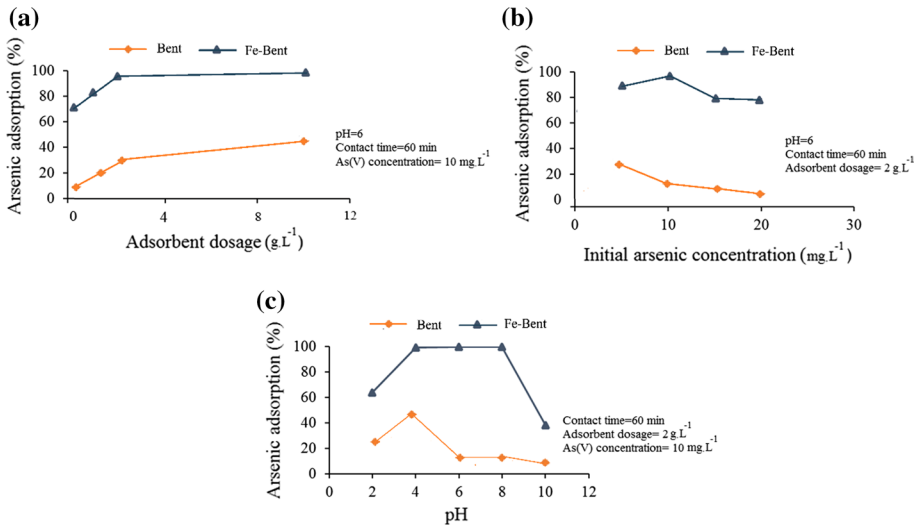 (a)
Bent Fe-Bent
Arsenic adsorption (%)
100
80
60
40
20
0
pH=6
Contact time=60 min
As(V) concentration= 10 mg.L-1
0 4 8 12
Adsorbent dosage (g.L-1)
(b)
Bent Fe-Bent
Arsenic adsorption (%)
100
80
60
40
20
0
pH=6
Contact time=60 min
Adsorbent dosage= 2 g.L-1
0 10 20 30
Initial arsenic concentration (mg.L-1)
(c)
Bent Fe-Bent
Arsenic adsorption (%)
100
80
60
40
20
0
Contact time=60 min
Adsorbent dosage= 2 g.L-1
As(V) concentration= 10 mg.L-1
0 2 4 6 8 10 12
pH